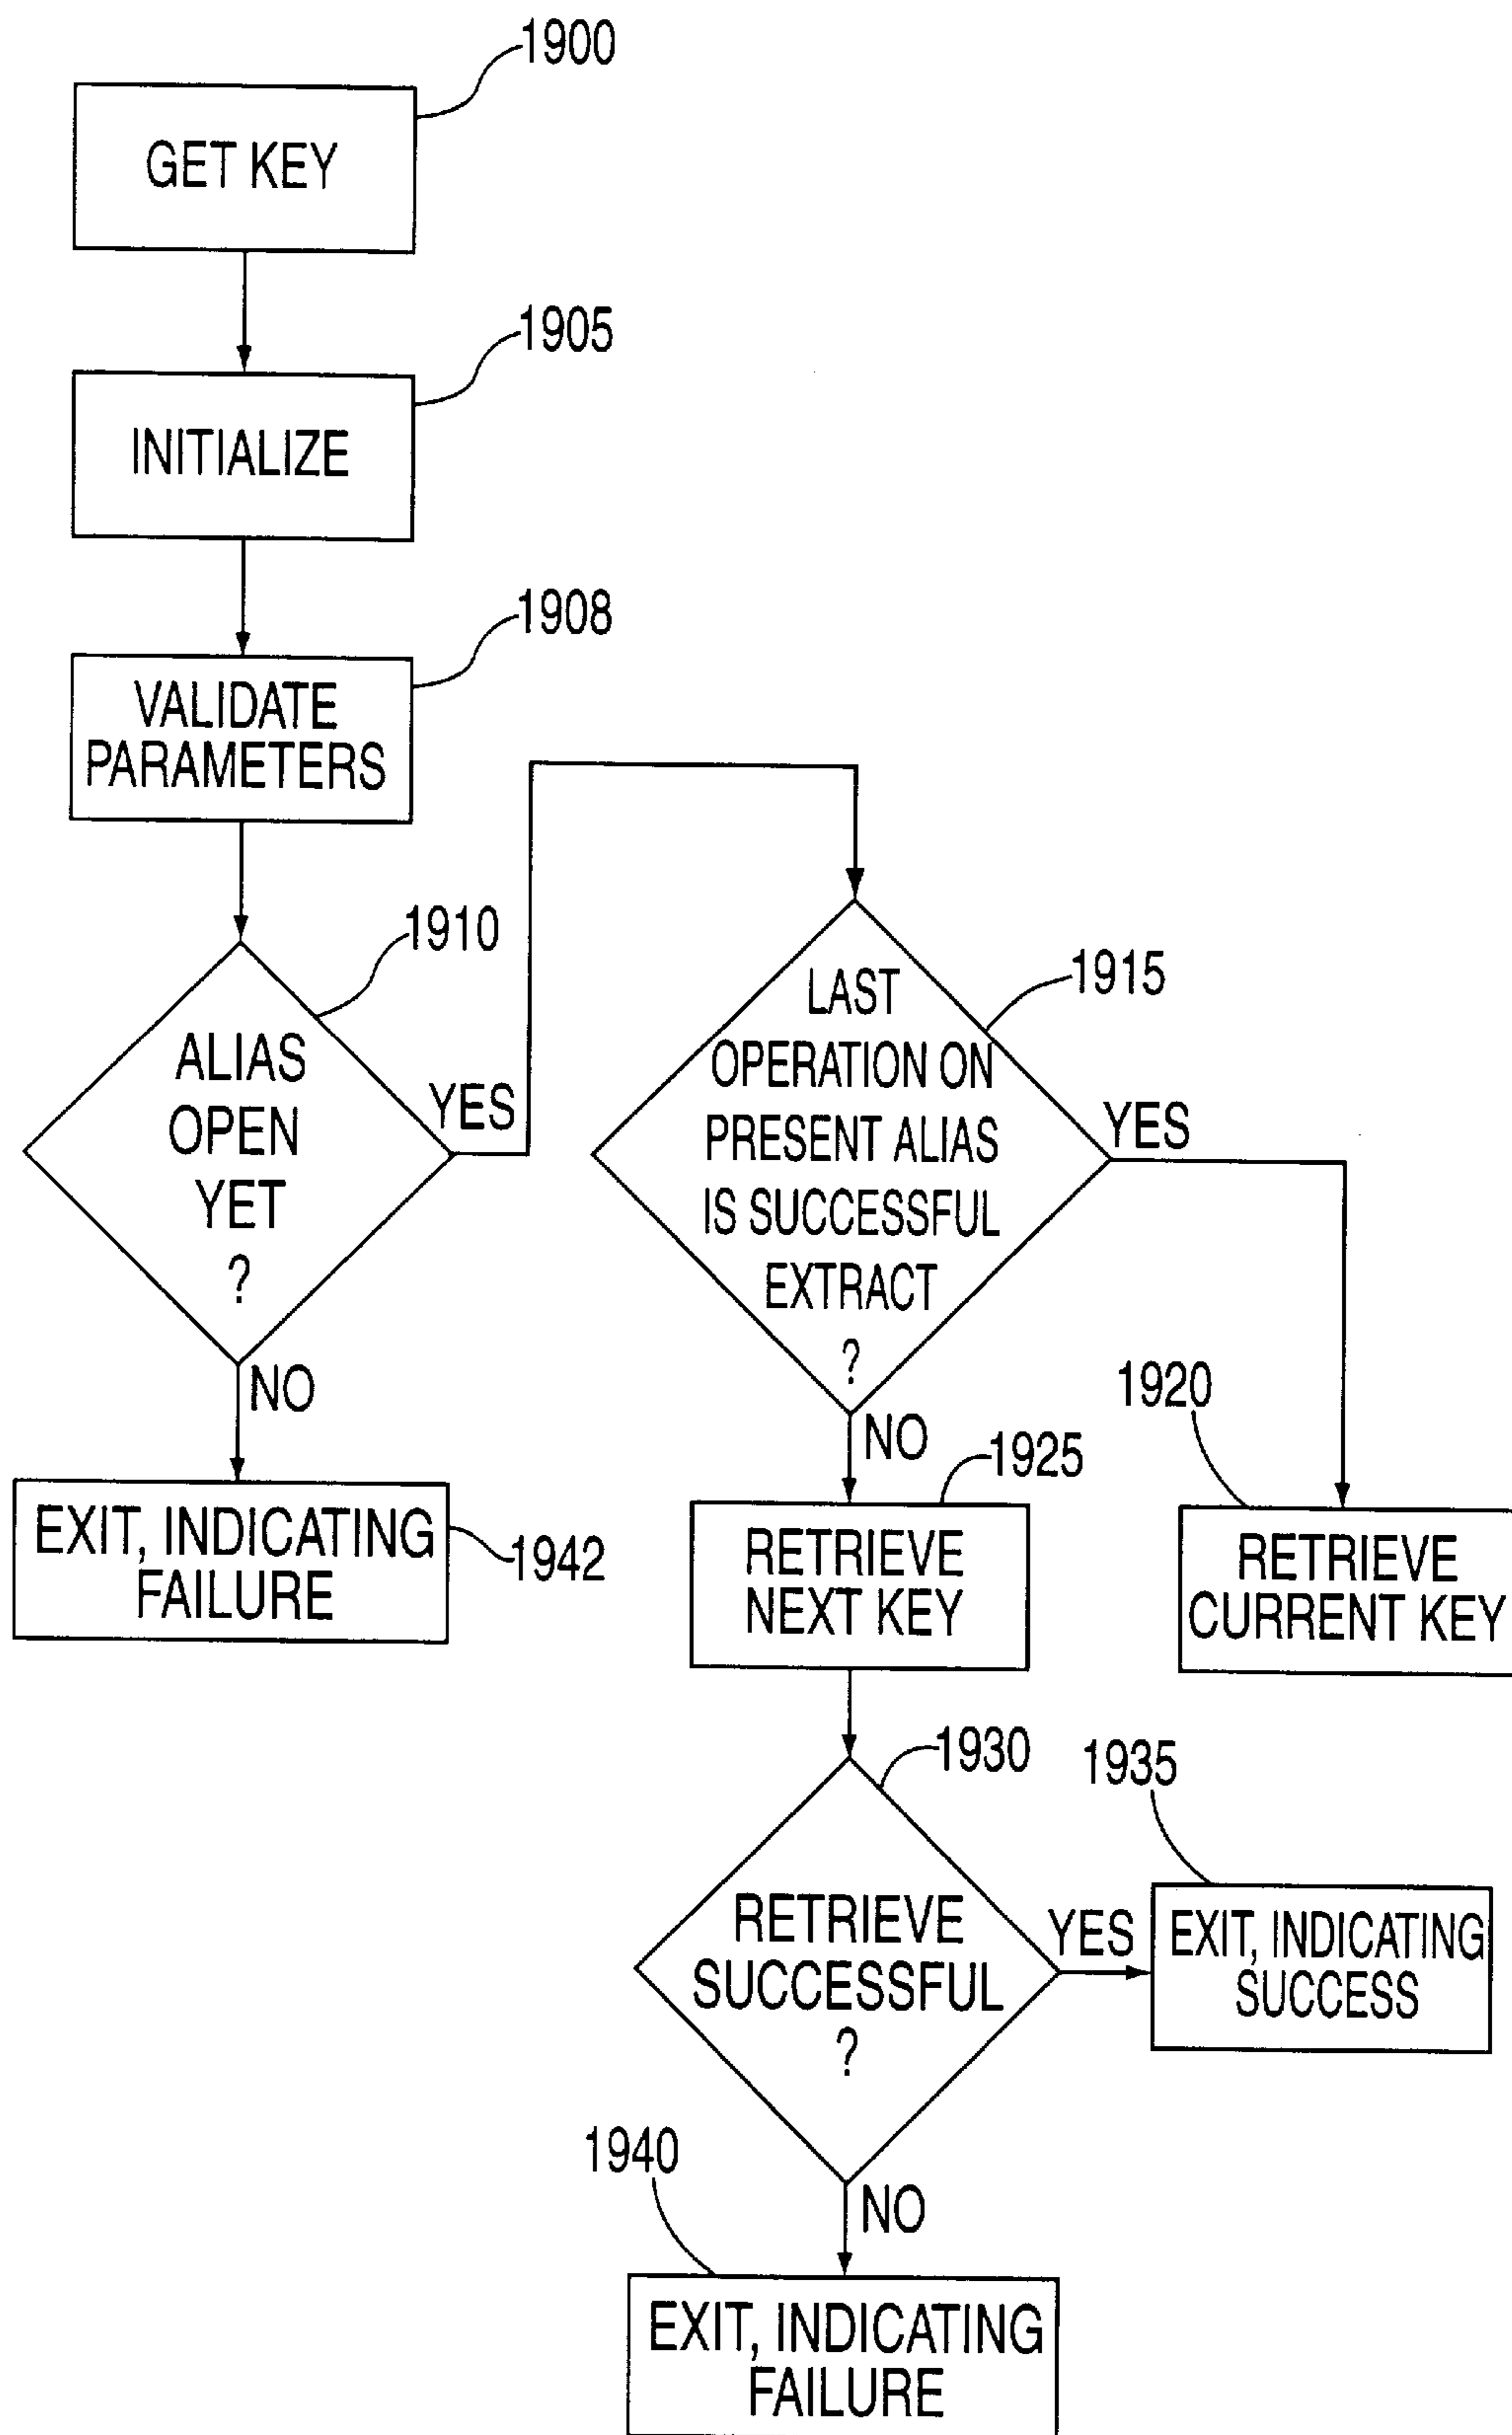 1900
GET KEY
1905
INITIALIZE
1908
VALIDATE
PARAMETERS
1910
ALIAS
OPEN
YET
?
YES
NO
EXIT, INDICATING
FAILURE
1942
1915
LAST
OPERATION ON
PRESENT ALIAS
IS SUCCESSFUL
EXTRACT
?
YES
NO
1920
RETRIEVE
CURRENT KEY
1925
RETRIEVE
NEXT KEY
1930
RETRIEVE
SUCCESSFUL
?
YES
1935
EXIT, INDICATING
SUCCESS
NO
1940
EXIT, INDICATING
FAILURE